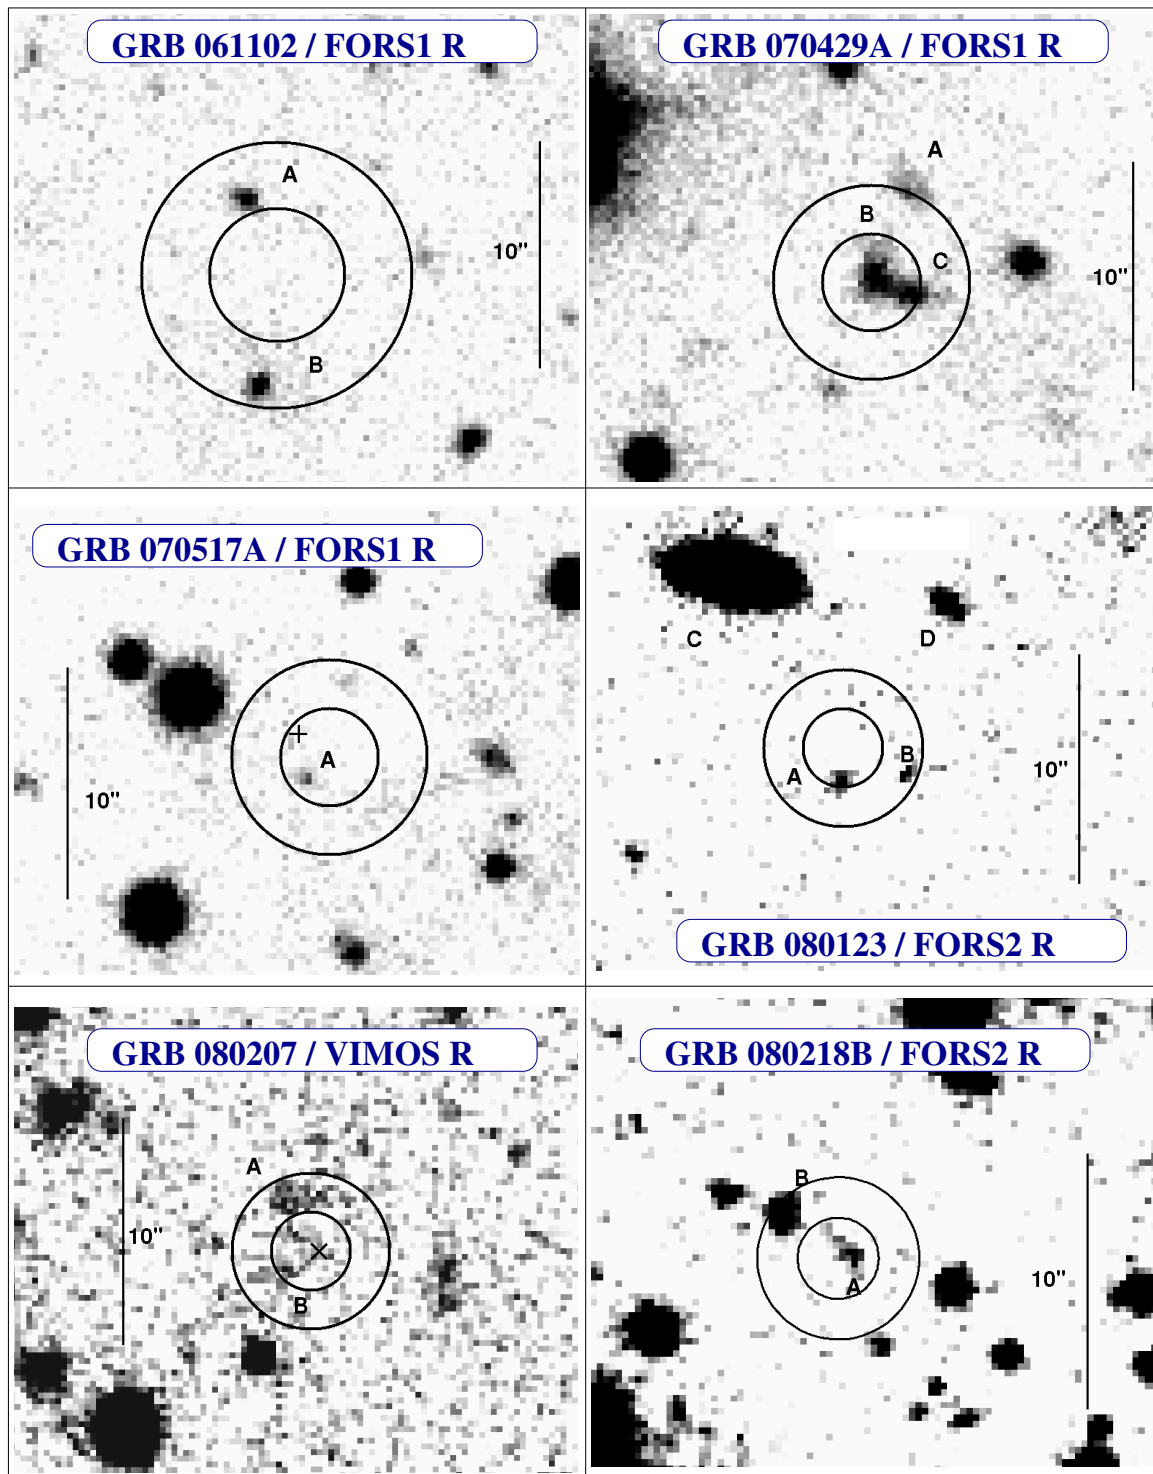 GRB 061102 / FORS1 R
A
10"
B
GRB 070429A / FORS1 R
A
B
C
10"
GRB 070517A / FORS1 R
A
10"
C
D
B
A
10"
GRB 080123 / FORS2 R
GRB 080207 / VIMOS R
A
10"
B
GRB 080218B / FORS2 R
B
A
10"